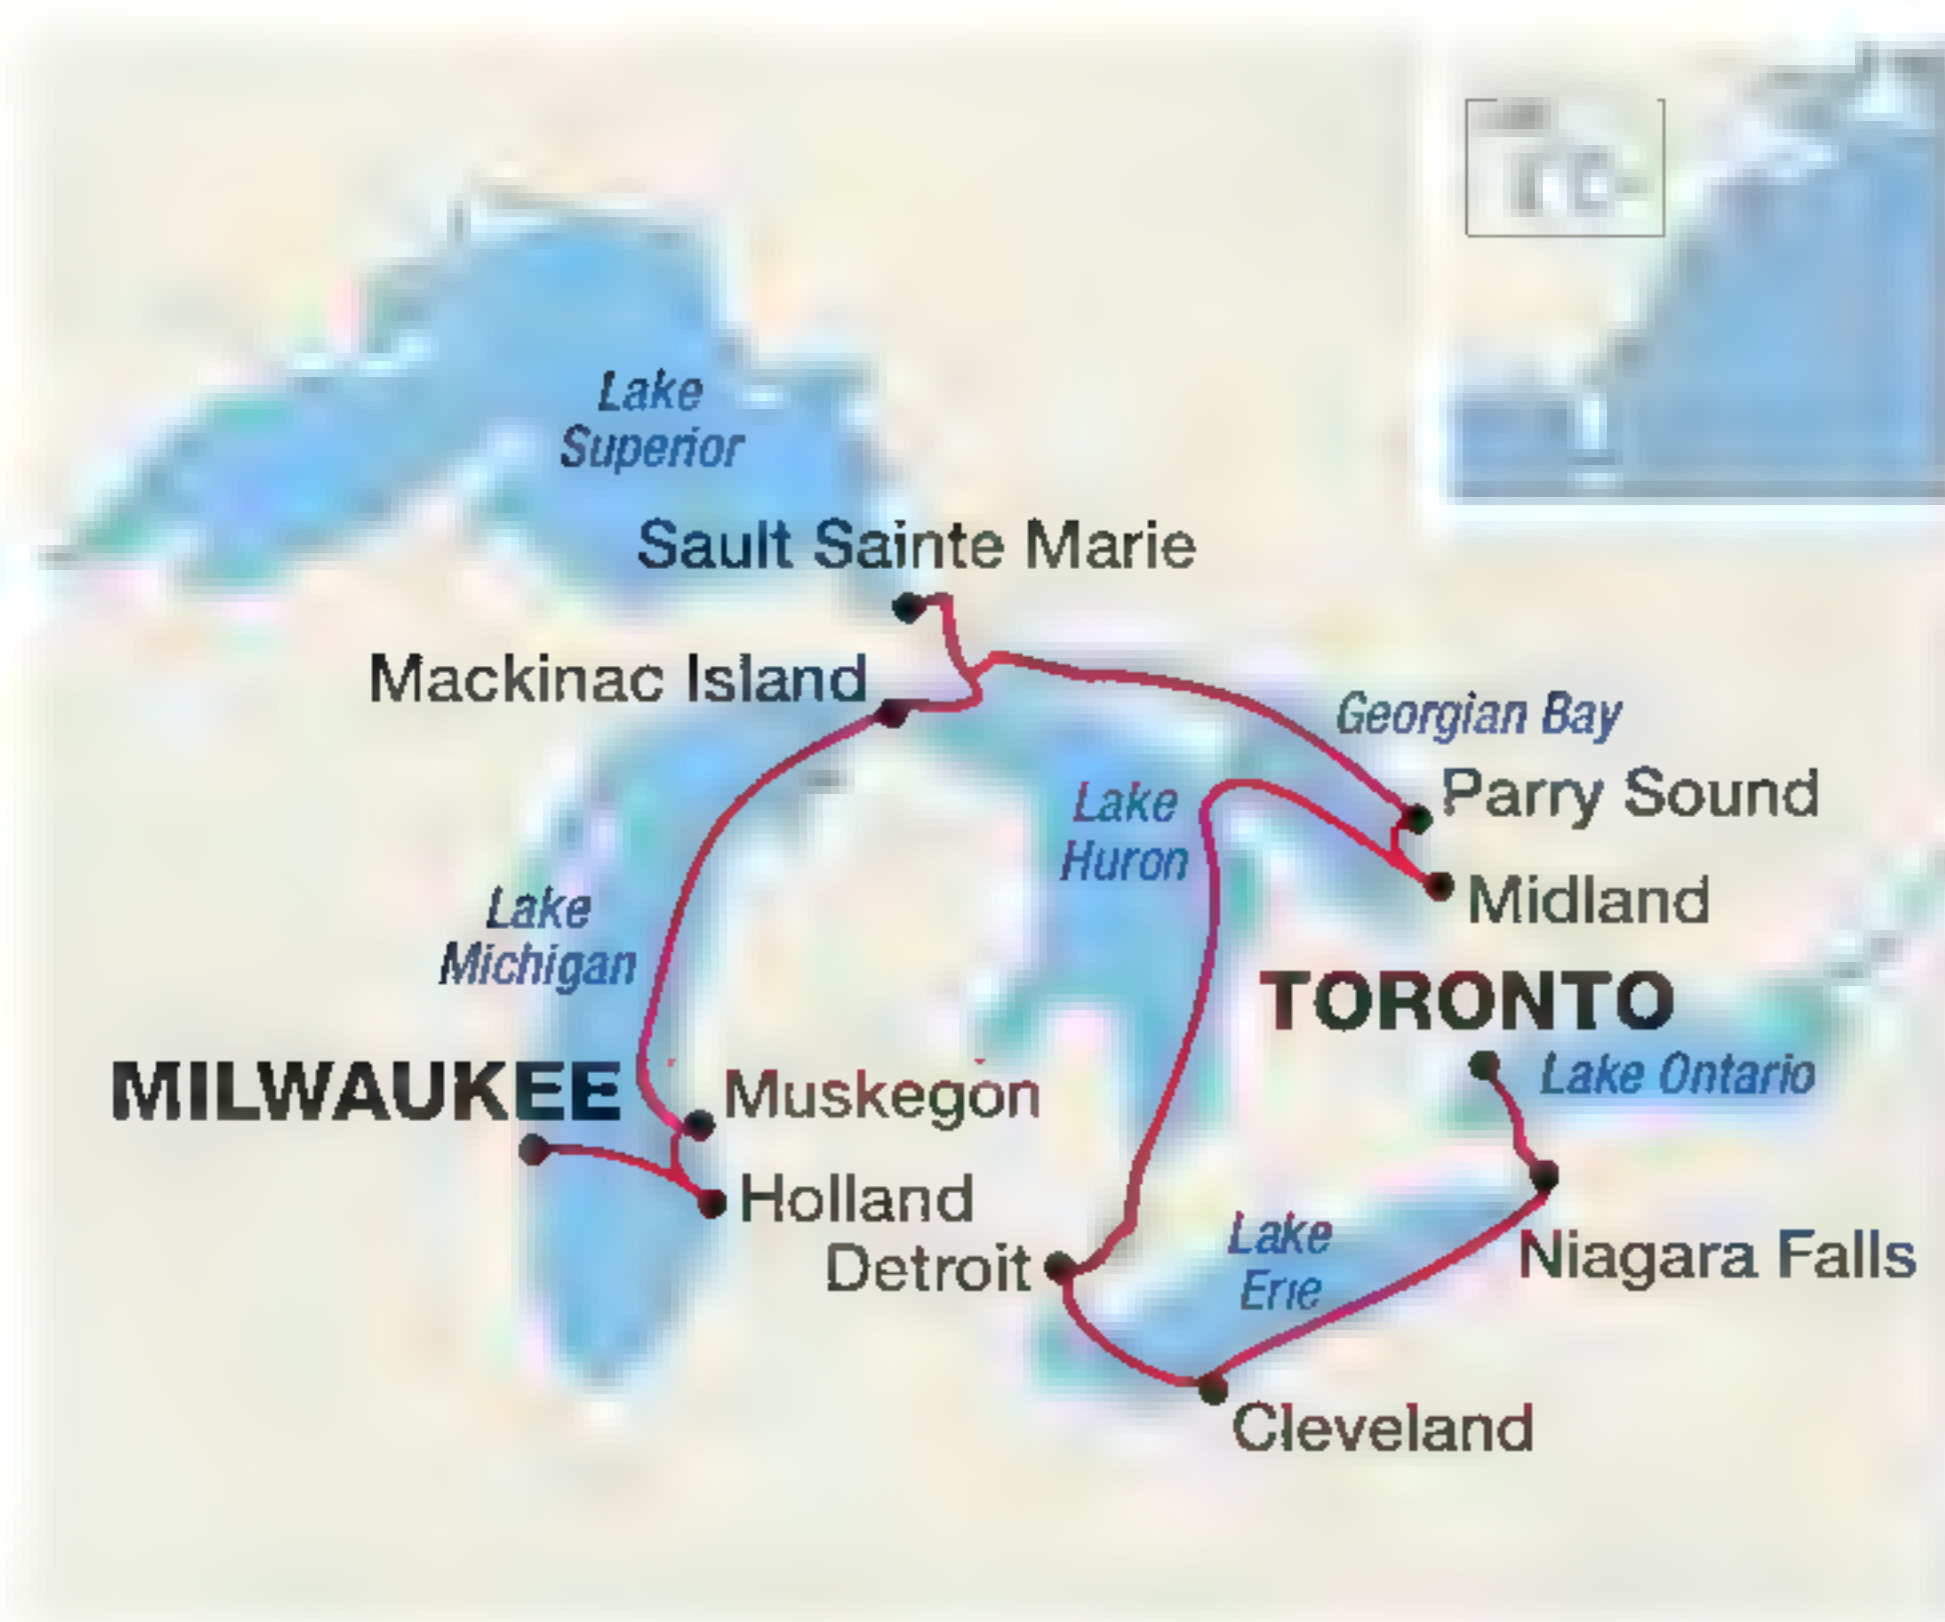 Lake
Superior
Sault Sainte Marie
Mackinac Island
Georgian Bay
Parry Sound
Lake
Huron
Midland
Lake
Michigan
TORONTO
Lake Ontario
MILWAUKEE
Muskegon
Holland
Detroit
Lake
Erie
Niagara Falls
Cleveland